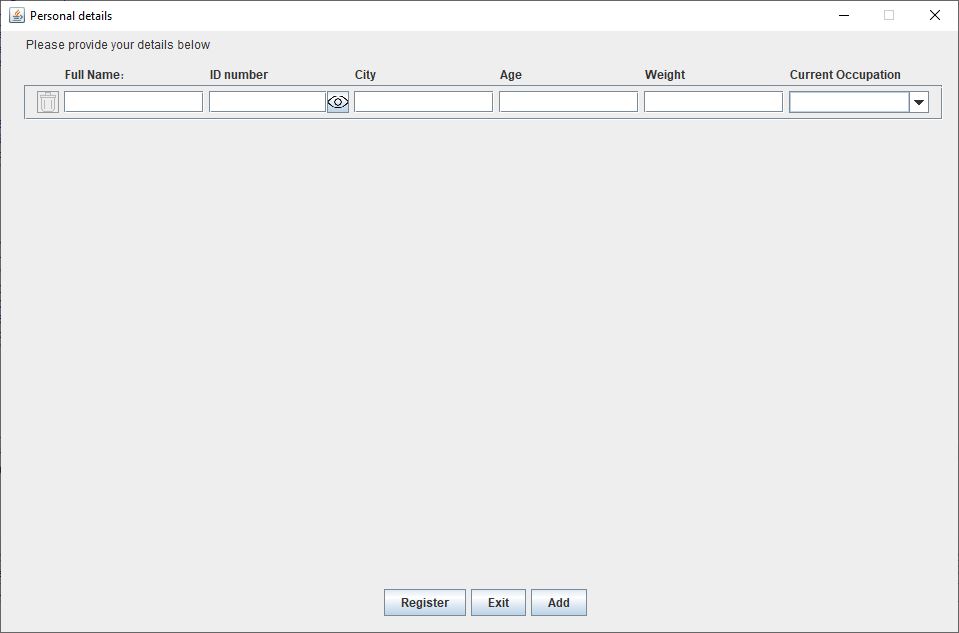 Personal details
Please provide your details below
Full Name: ID number City Age Weight Current Occupation
Register Exit Add